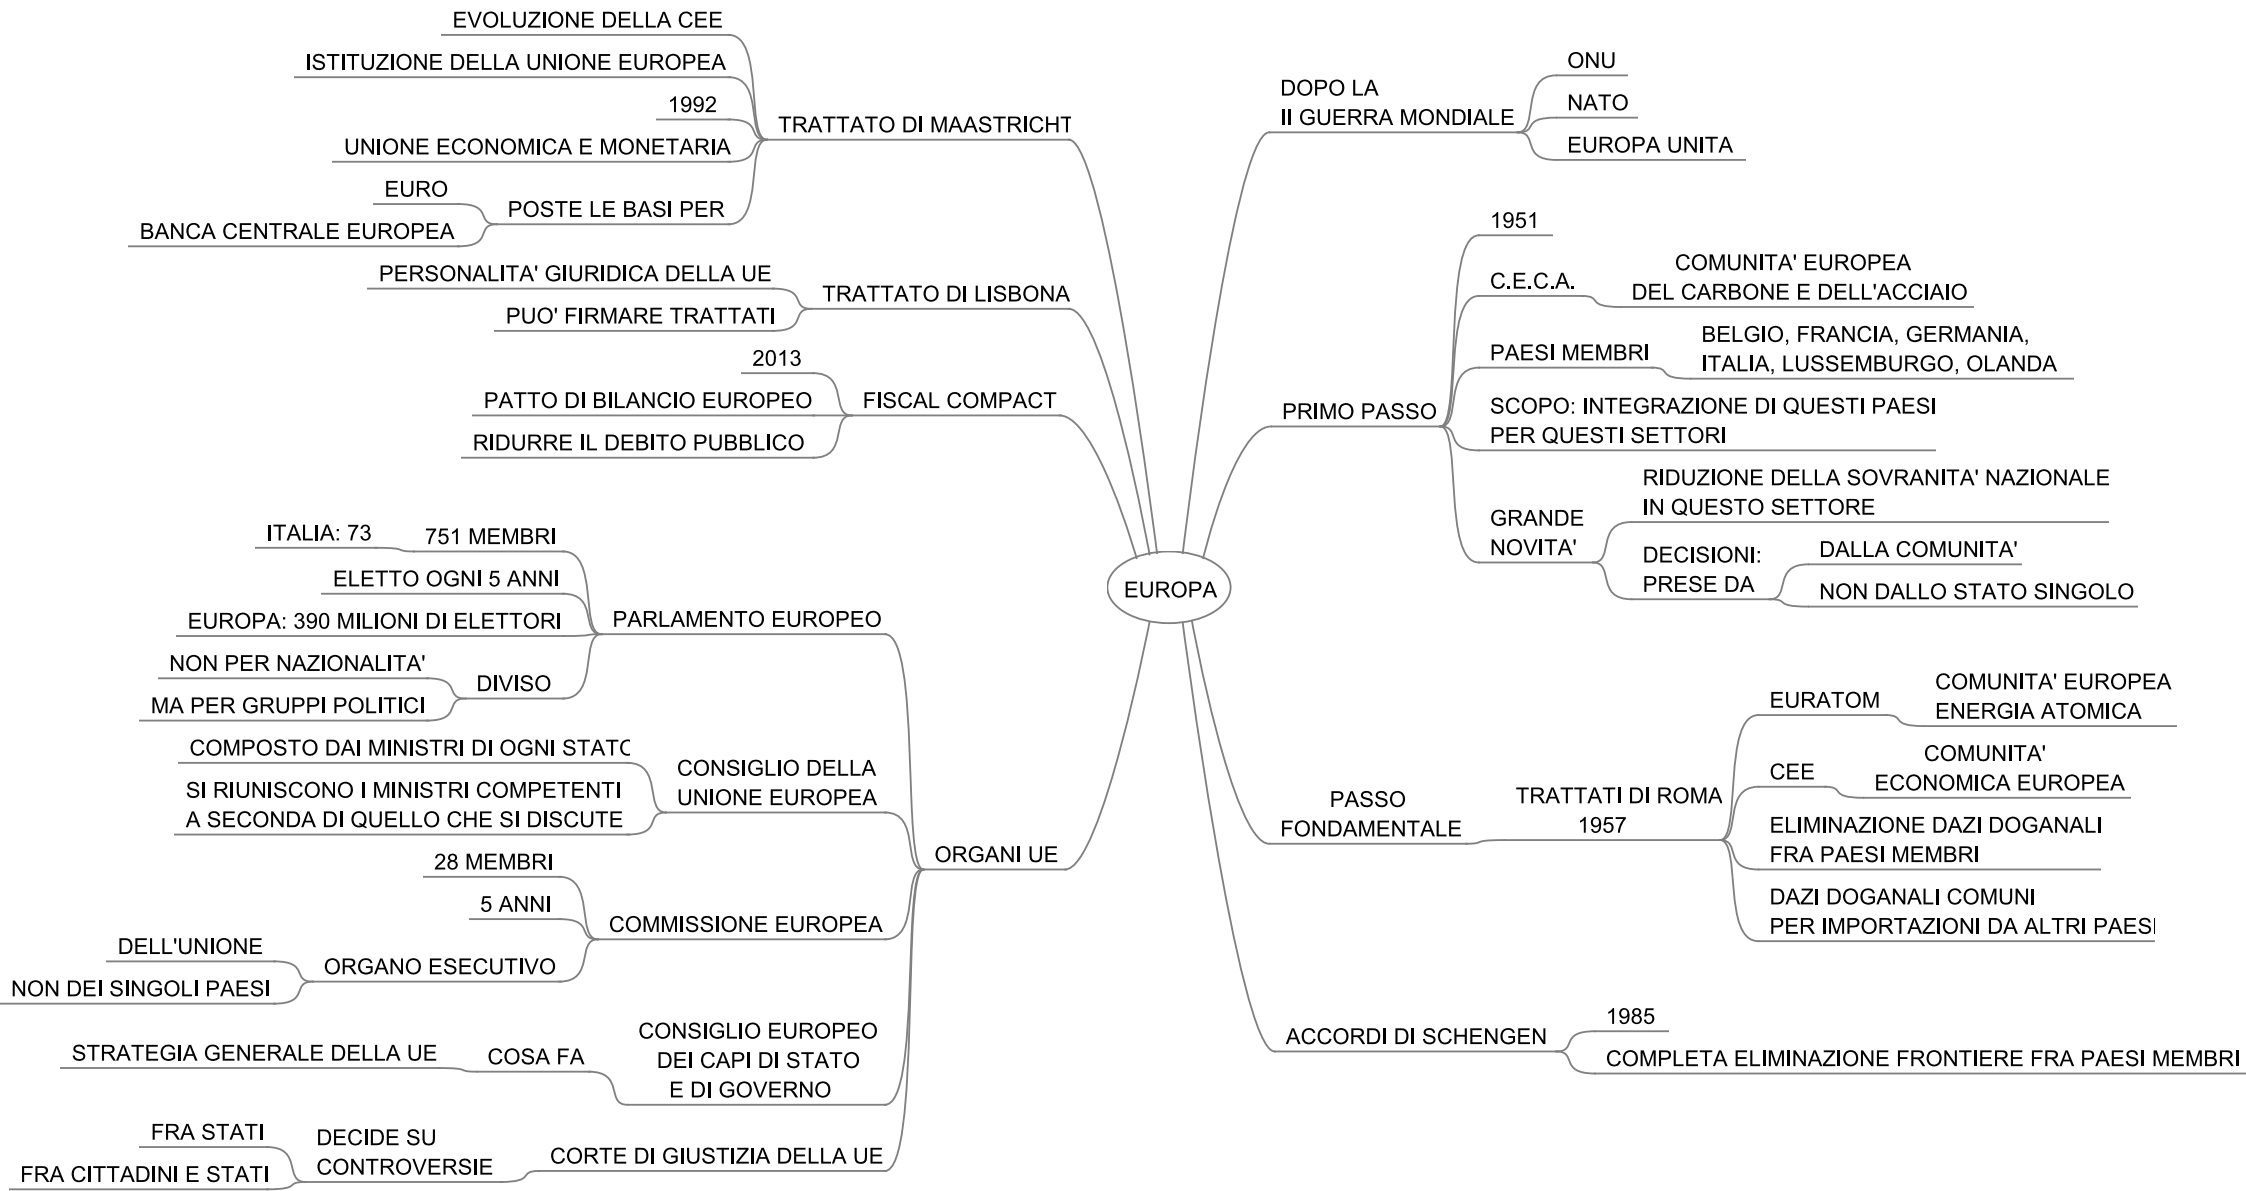 EUROPA
DOPO LA
II GUERRA MONDIALE
ONU
NATO
EUROPA UNITA
PRIMO PASSO
1951
C.E.C.A.
COMUNITA' EUROPEA
DEL CARBONE E DELL'ACCIAIO
PAESI MEMBRI
BELGIO, FRANCIA, GERMANIA,
ITALIA, LUSSEMBURGO, OLANDA
SCOPO: INTEGRAZIONE DI QUESTI PAESI
PER QUESTI SETTORI
GRANDE
NOVITA'
RIDUZIONE DELLA SOVRANITA' NAZIONALE
IN QUESTO SETTORE
DECISIONI:
PRESE DA
DALLA COMUNITA'
NON DALLO STATO SINGOLO
PASSO
FONDAMENTALE
TRATTATI DI ROMA
1957
EURATOM
COMUNITA' EUROPEA
ENERGIA ATOMICA
CEE
COMUNITA'
ECONOMICA EUROPEA
ELIMINAZIONE DAZI DOGANALI
FRA PAESI MEMBRI
DAZI DOGANALI COMUNI
PER IMPORTAZIONI DA ALTRI PAESI
ACCORDI DI SCHENGEN
1985
COMPLETA ELIMINAZIONE FRONTIERE FRA PAESI MEMBRI
TRATTATO DI MAASTRICHT
EVOLUZIONE DELLA CEE
ISTITUZIONE DELLA UNIONE EUROPEA
1992
UNIONE ECONOMICA E MONETARIA
POSTE LE BASI PER
EURO
BANCA CENTRALE EUROPEA
TRATTATO DI LISBONA
PERSONALITA' GIURIDICA DELLA UE
PUO' FIRMARE TRATTATI
FISCAL COMPACT
2013
PATTO DI BILANCIO EUROPEO
RIDURRE IL DEBITO PUBBLICO
ORGANI UE
PARLAMENTO EUROPEO
751 MEMBRI
ITALIA: 73
ELETTO OGNI 5 ANNI
EUROPA: 390 MILIONI DI ELETTORI
DIVISO
NON PER NAZIONALITA'
MA PER GRUPPI POLITICI
CONSIGLIO DELLA
UNIONE EUROPEA
COMPOSTO DAI MINISTRI DI OGNI STATO
SI RIUNISCONO I MINISTRI COMPETENTI
A SECONDA DI QUELLO CHE SI DISCUTE
COMMISSIONE EUROPEA
28 MEMBRI
5 ANNI
ORGANO ESECUTIVO
DELL'UNIONE
NON DEI SINGOLI PAESI
CONSIGLIO EUROPEO
DEI CAPI DI STATO
E DI GOVERNO
COSA FA
STRATEGIA GENERALE DELLA UE
CORTE DI GIUSTIZIA DELLA UE
DECIDE SU
CONTROVERSIE
FRA STATI
FRA CITTADINI E STATI